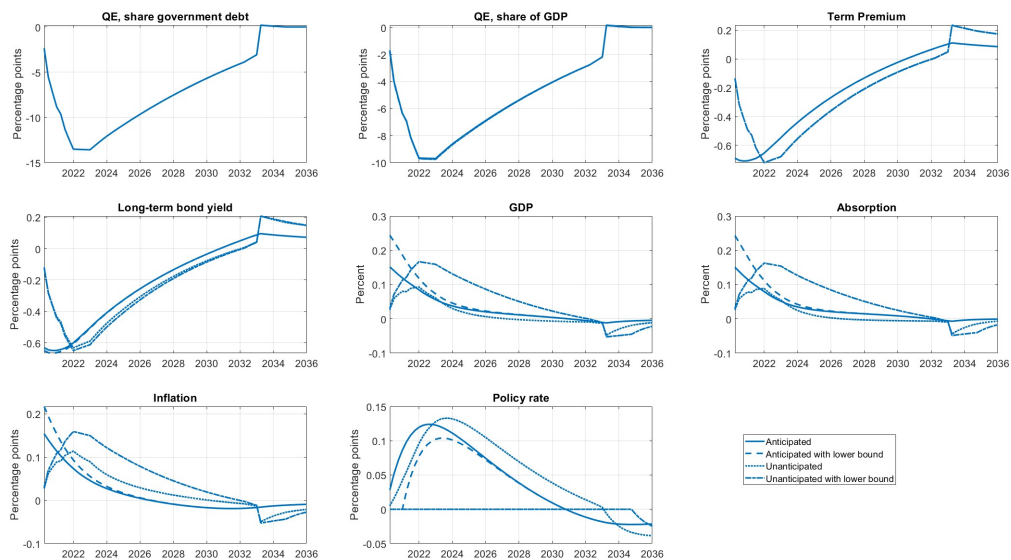 QE, share government debt
Percentage points
0
-5
-10
-15
2022 2024 2026 2028 2030 2032 2034 2036
QE, share of GDP
Percentage points
0
-2
-4
-6
-8
-10
2022 2024 2026 2028 2030 2032 2034 2036
Term Premium
Percentage points
0.2
0
-0.2
-0.4
-0.6
2022 2024 2026 2028 2030 2032 2034 2036
Long-term bond yield
Percentage points
0.2
0
-0.2
-0.4
-0.6
2022 2024 2026 2028 2030 2032 2034 2036
GDP
Percent
0.3
0.2
0.1
0
-0.1
2022 2024 2026 2028 2030 2032 2034 2036
Absorption
Percent
0.3
0.2
0.1
0
-0.1
2022 2024 2026 2028 2030 2032 2034 2036
Inflation
Percentage points
0.2
0.1
0
-0.1
2022 2024 2026 2028 2030 2032 2034 2036
Policy rate
Percentage points
0.15
0.1
0.05
0
-0.05
2022 2024 2026 2028 2030 2032 2034 2036
Anticipated
Anticipated with lower bound
Unanticipated
Unanticipated with lower bound